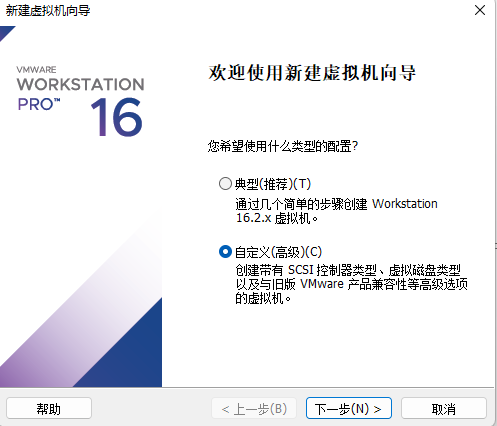 新建虚拟机向导
VMWARE
WORKSTATION
PRO™ 16
欢迎使用新建虚拟机向导
您希望使用什么类型的配置?
典型(推荐)(T)
通过几个简单的步骤创建 Workstation
16.2.x 虚拟机。
自定义(高级)(C)
创建带有 SCSI 控制器类型、虚拟磁盘类型
以及与旧版 VMware 产品兼容性等高级选项
的虚拟机。
帮助
< 上一步(B)
下一步(N) >
取消